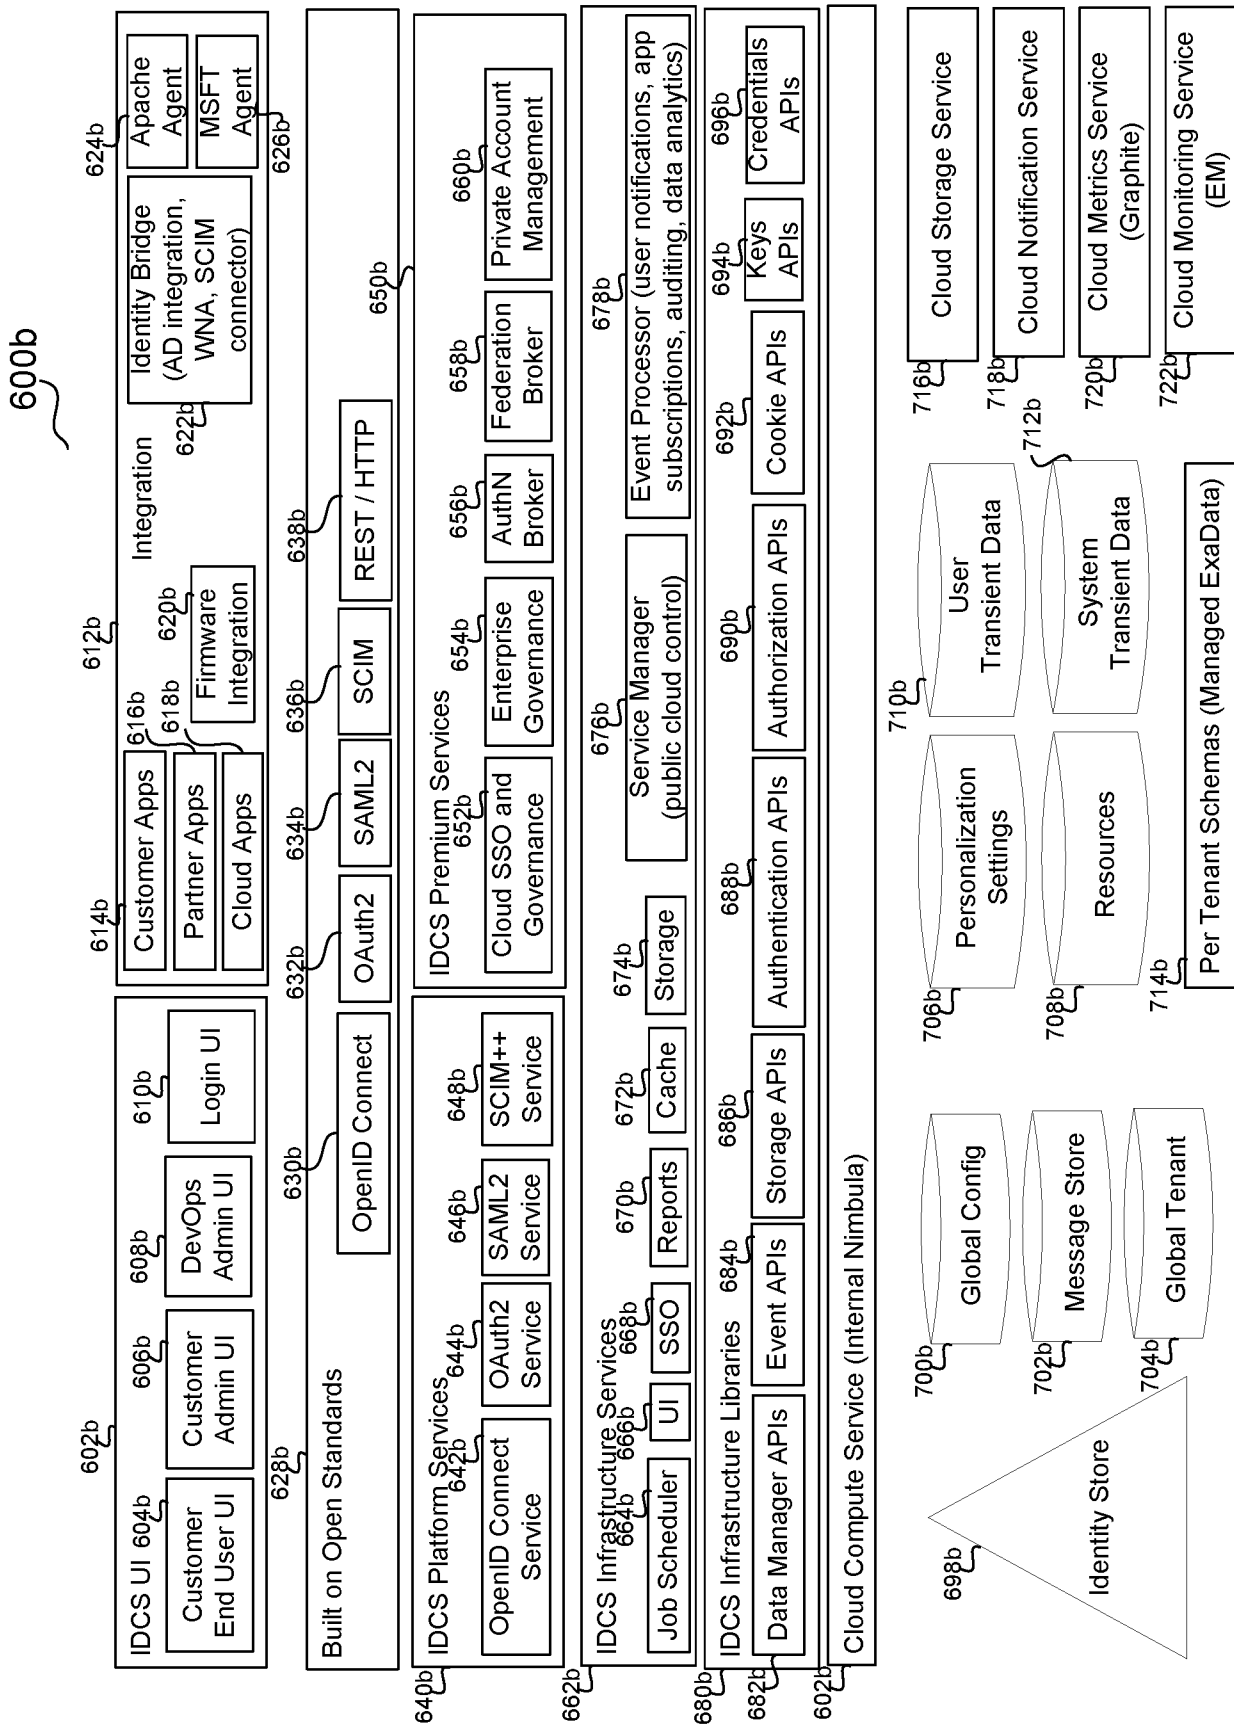 600b
602b
IDCS UI
604b
Customer
End User UI
606b
Customer
Admin UI
608b
DevOps
Admin UI
610b
Login UI
612b
Integration
614b
Customer Apps
616b
Partner Apps
618b
Cloud Apps
620b
Firmware
Integration
622b
Identity Bridge
(AD integration,
WNA, SCIM
connector)
624b
Apache
Agent
626b
MSFT
Agent
628b
Built on Open Standards
630b
OpenID Connect
632b
OAuth2
634b
SAML2
636b
SCIM
638b
REST / HTTP
640b
IDCS Platform Services
642b
OpenID Connect
Service
644b
OAuth2
Service
646b
SAML2
Service
648b
SCIM++
Service
650b
IDCS Premium Services
652b
Cloud SSO and
Governance
654b
Enterprise
Governance
656b
AuthN
Broker
658b
Federation
Broker
660b
Private Account
Management
662b
IDCS Infrastructure Services
664b
Job Scheduler
666b
UI
668b
SSO
670b
Reports
672b
Cache
674b
Storage
676b
Service Manager
(public cloud control)
678b
Event Processor (user notifications, app
subscriptions, auditing, data analytics)
680b
IDCS Infrastructure Libraries
682b
Data Manager APIs
684b
Event APIs
686b
Storage APIs
688b
Authentication APIs
690b
Authorization APIs
692b
Cookie APIs
694b
Keys
APIs
696b
Credentials
APIs
602b
Cloud Compute Service (Internal Nimbula)
698b
Identity Store
700b
Global Config
702b
Message Store
704b
Global Tenant
706b
Personalization
Settings
708b
Resources
710b
User
Transient Data
712b
System
Transient Data
714b
Per Tenant Schemas (Managed ExaData)
716b
Cloud Storage Service
718b
Cloud Notification Service
720b
Cloud Metrics Service
(Graphite)
722b
Cloud Monitoring Service
(EM)